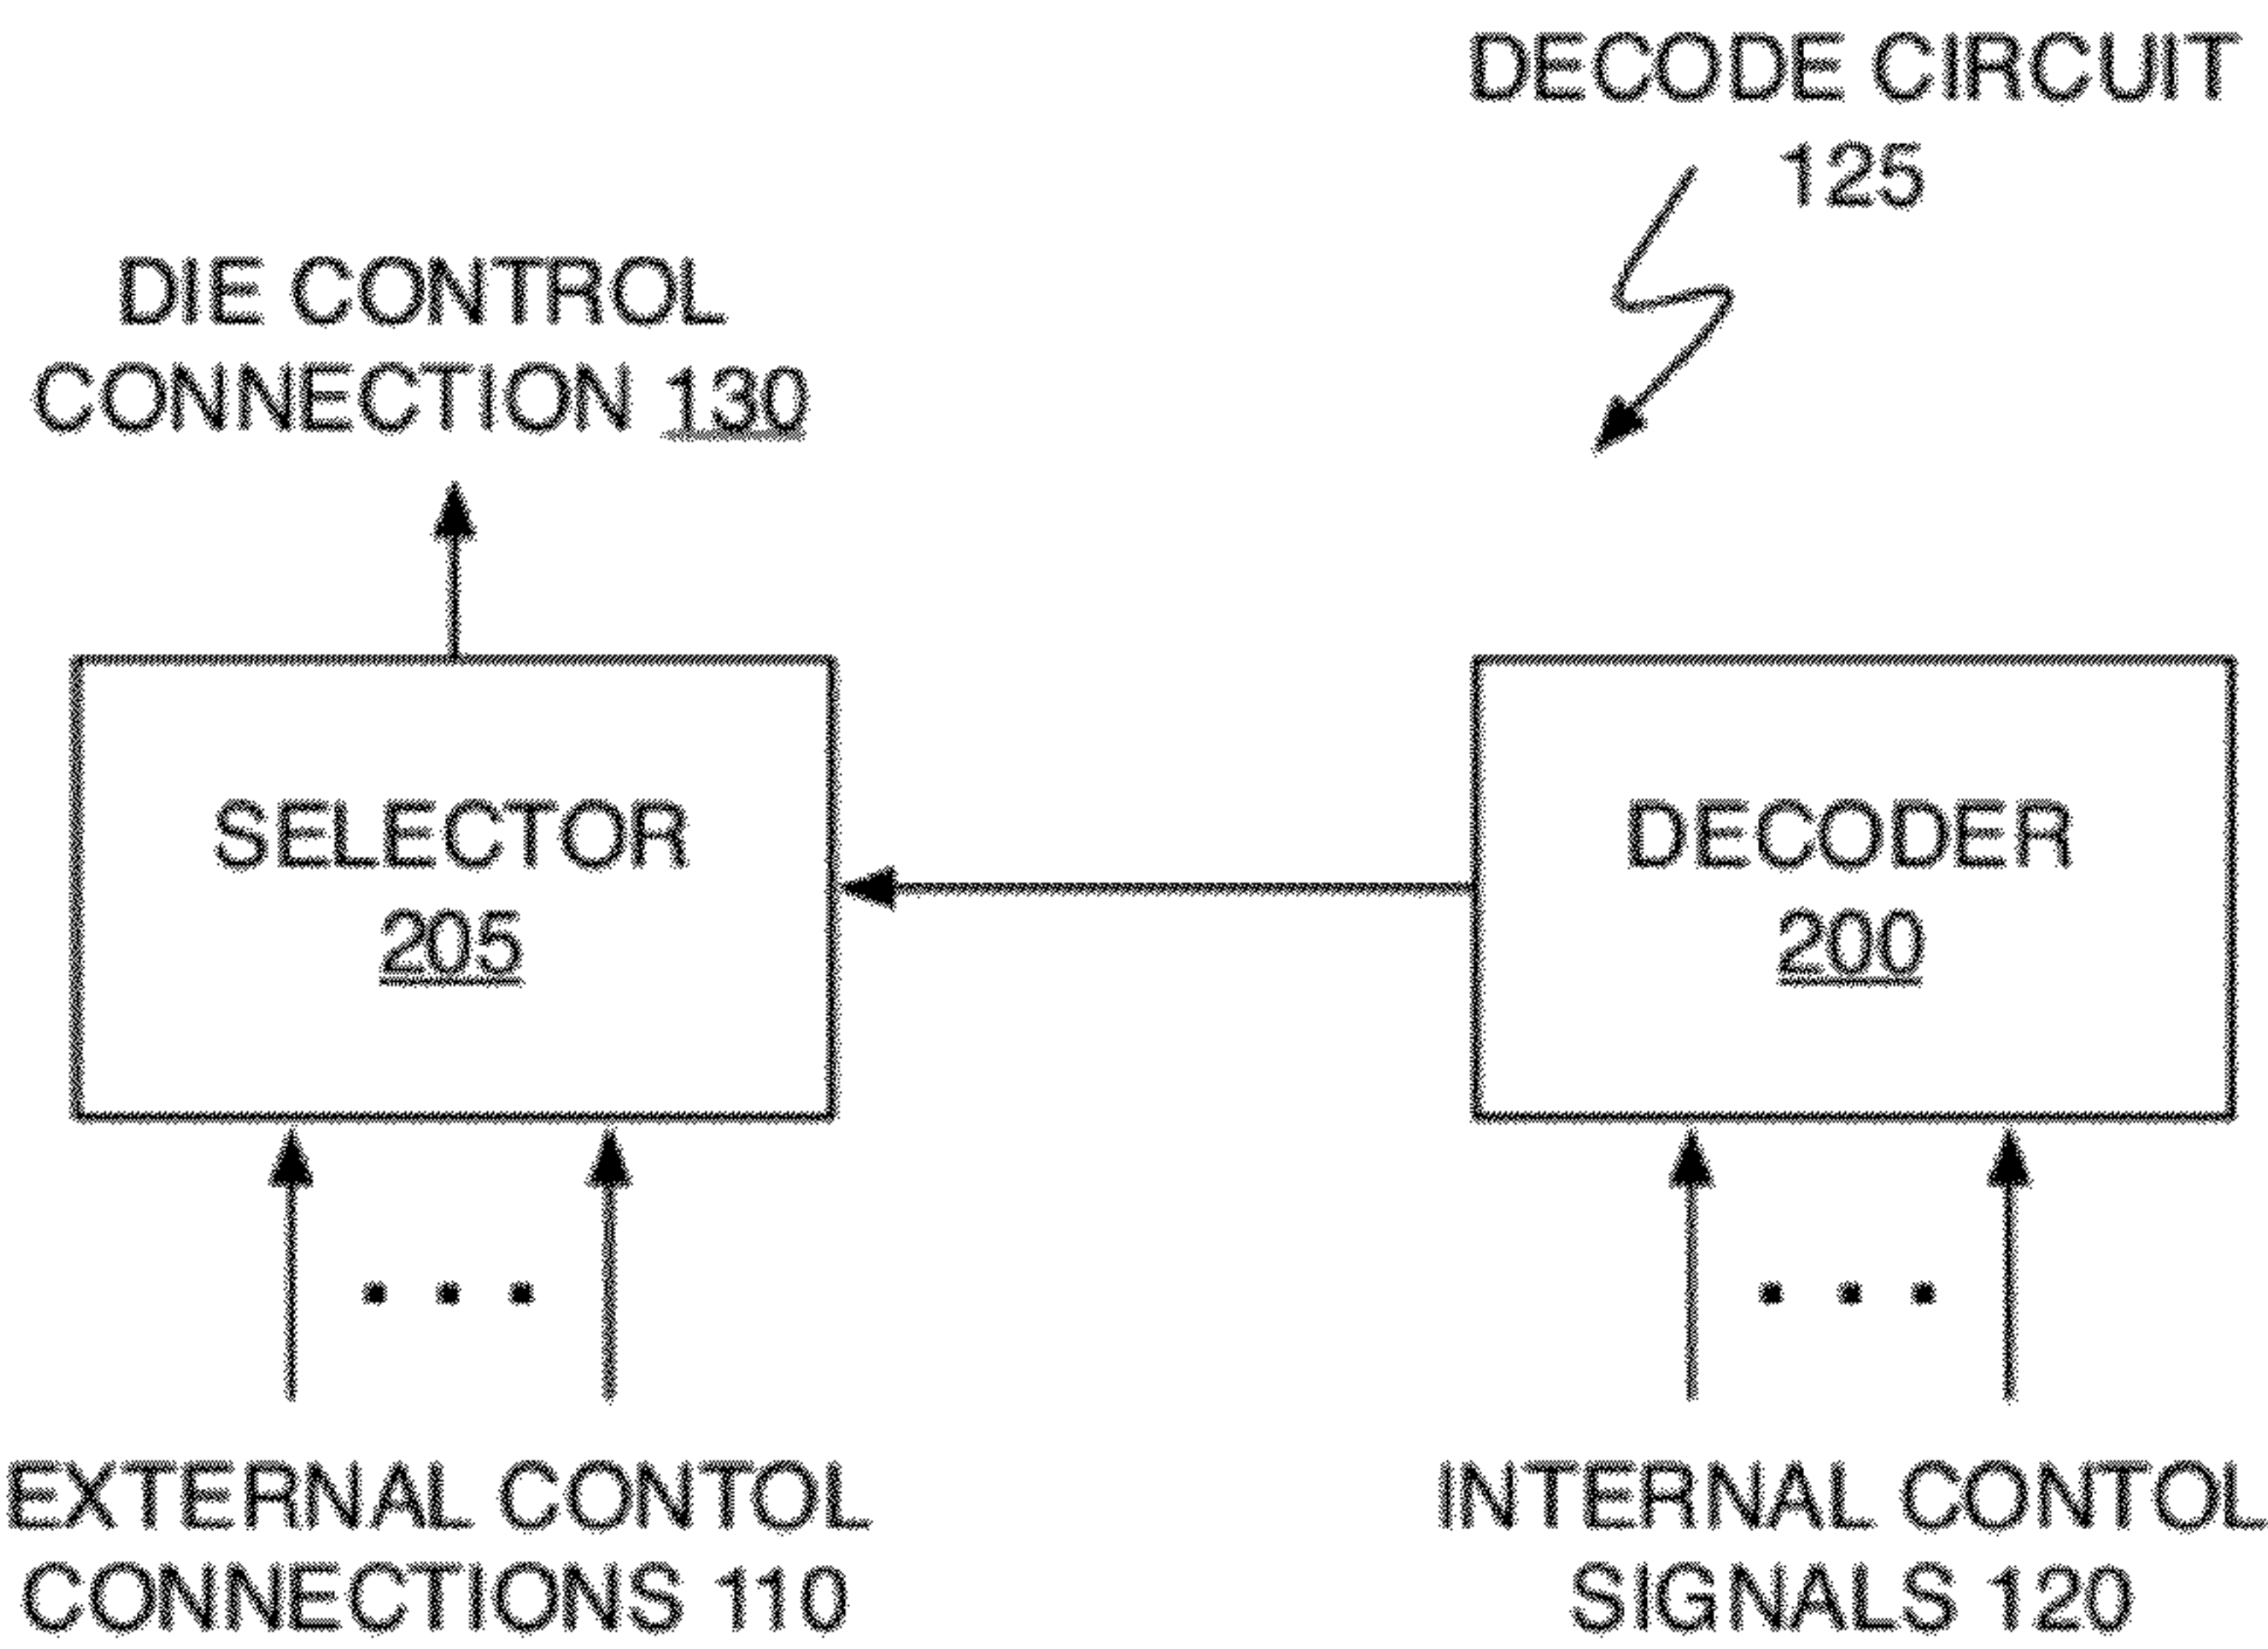 DECODE CIRCUIT
125
DIE CONTROL
CONNECTION 130
SELECTOR
205
DECODER
200
EXTERNAL CONTOL
CONNECTIONS 110
INTERNAL CONTOL
SIGNALS 120